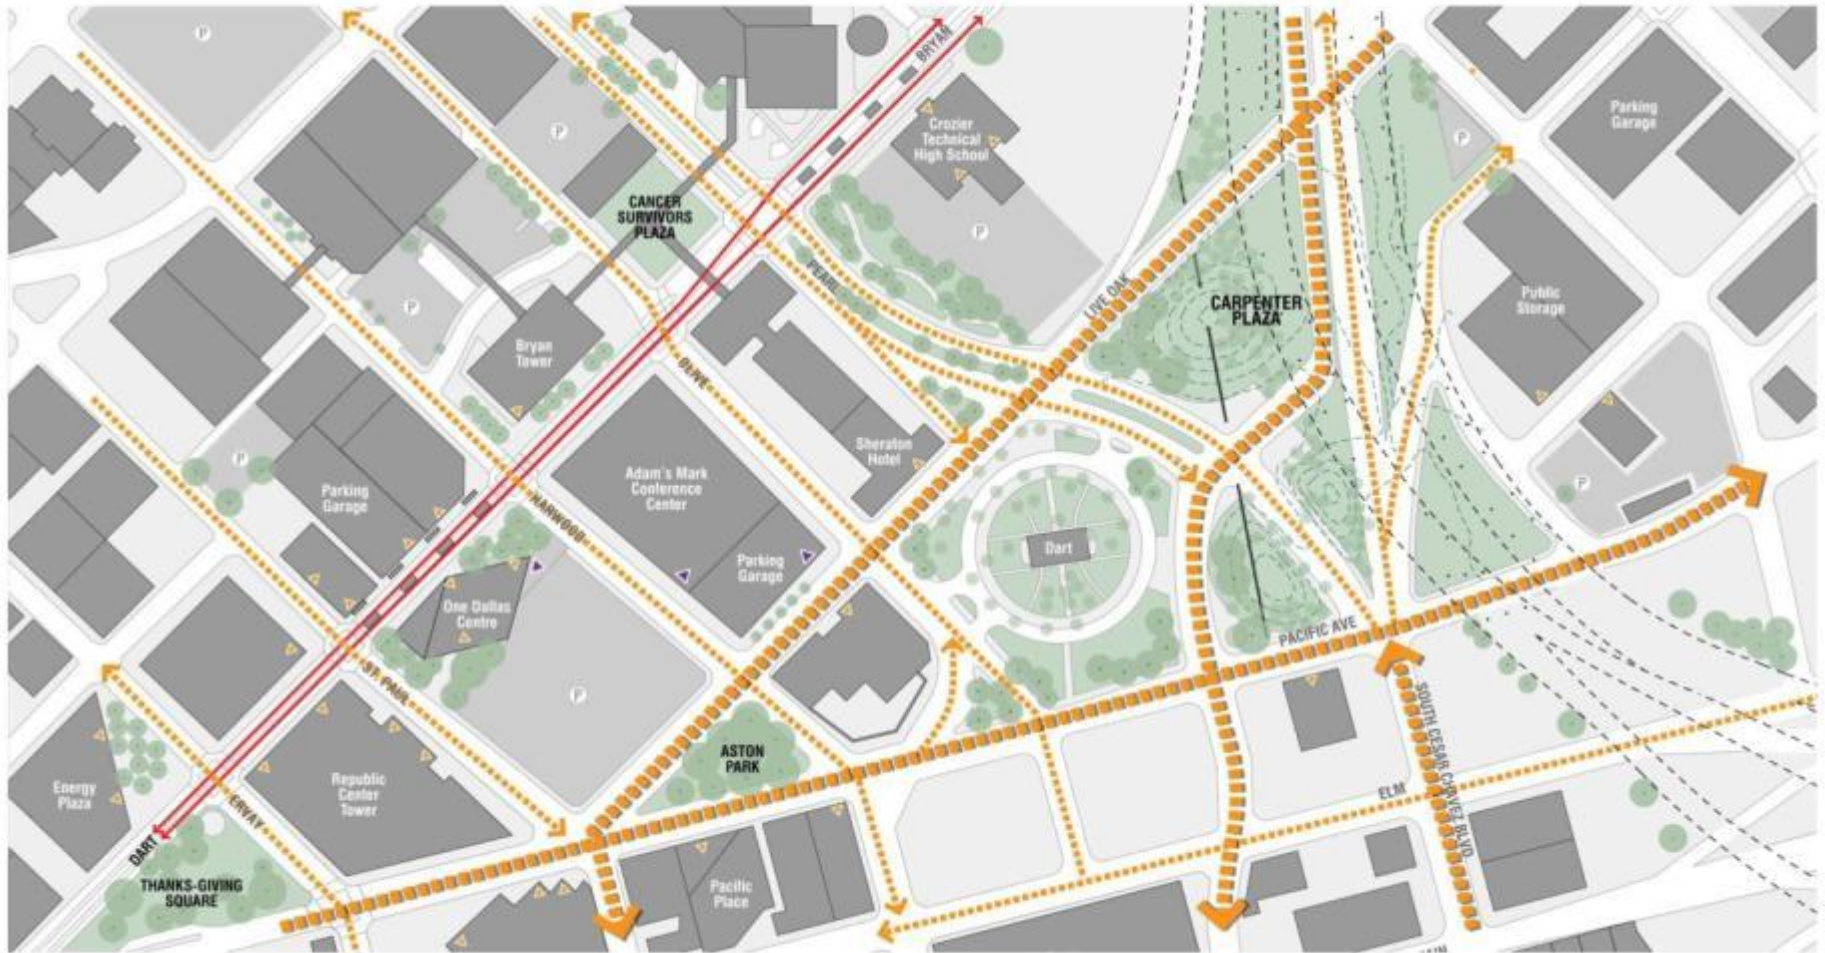 P
BRYAN
Crozier
Technical
High School
P
Parking
Garage
P
CANCER
SURVIVORS
PLAZA
P
PEARL
LIVE OAK
CARPENTER
PLAZA
Public
Storage
P
Bryan
Tower
OLIVE
Sheraton
Hotel
Adam's Mark
Conference
Center
P
Parking
Garage
HARWOOD
P
Dart
Parking
Garage
One Dallas
Centre
PACIFIC AVE
ST. PAUL
P
SOUTH CESAR CHAVEZ BLVD.
ASTON
PARK
Energy
Plaza
Republic
Center
Tower
ERVAY
ELM
DART
THANKS-GIVING
SQUARE
Pacific
Place